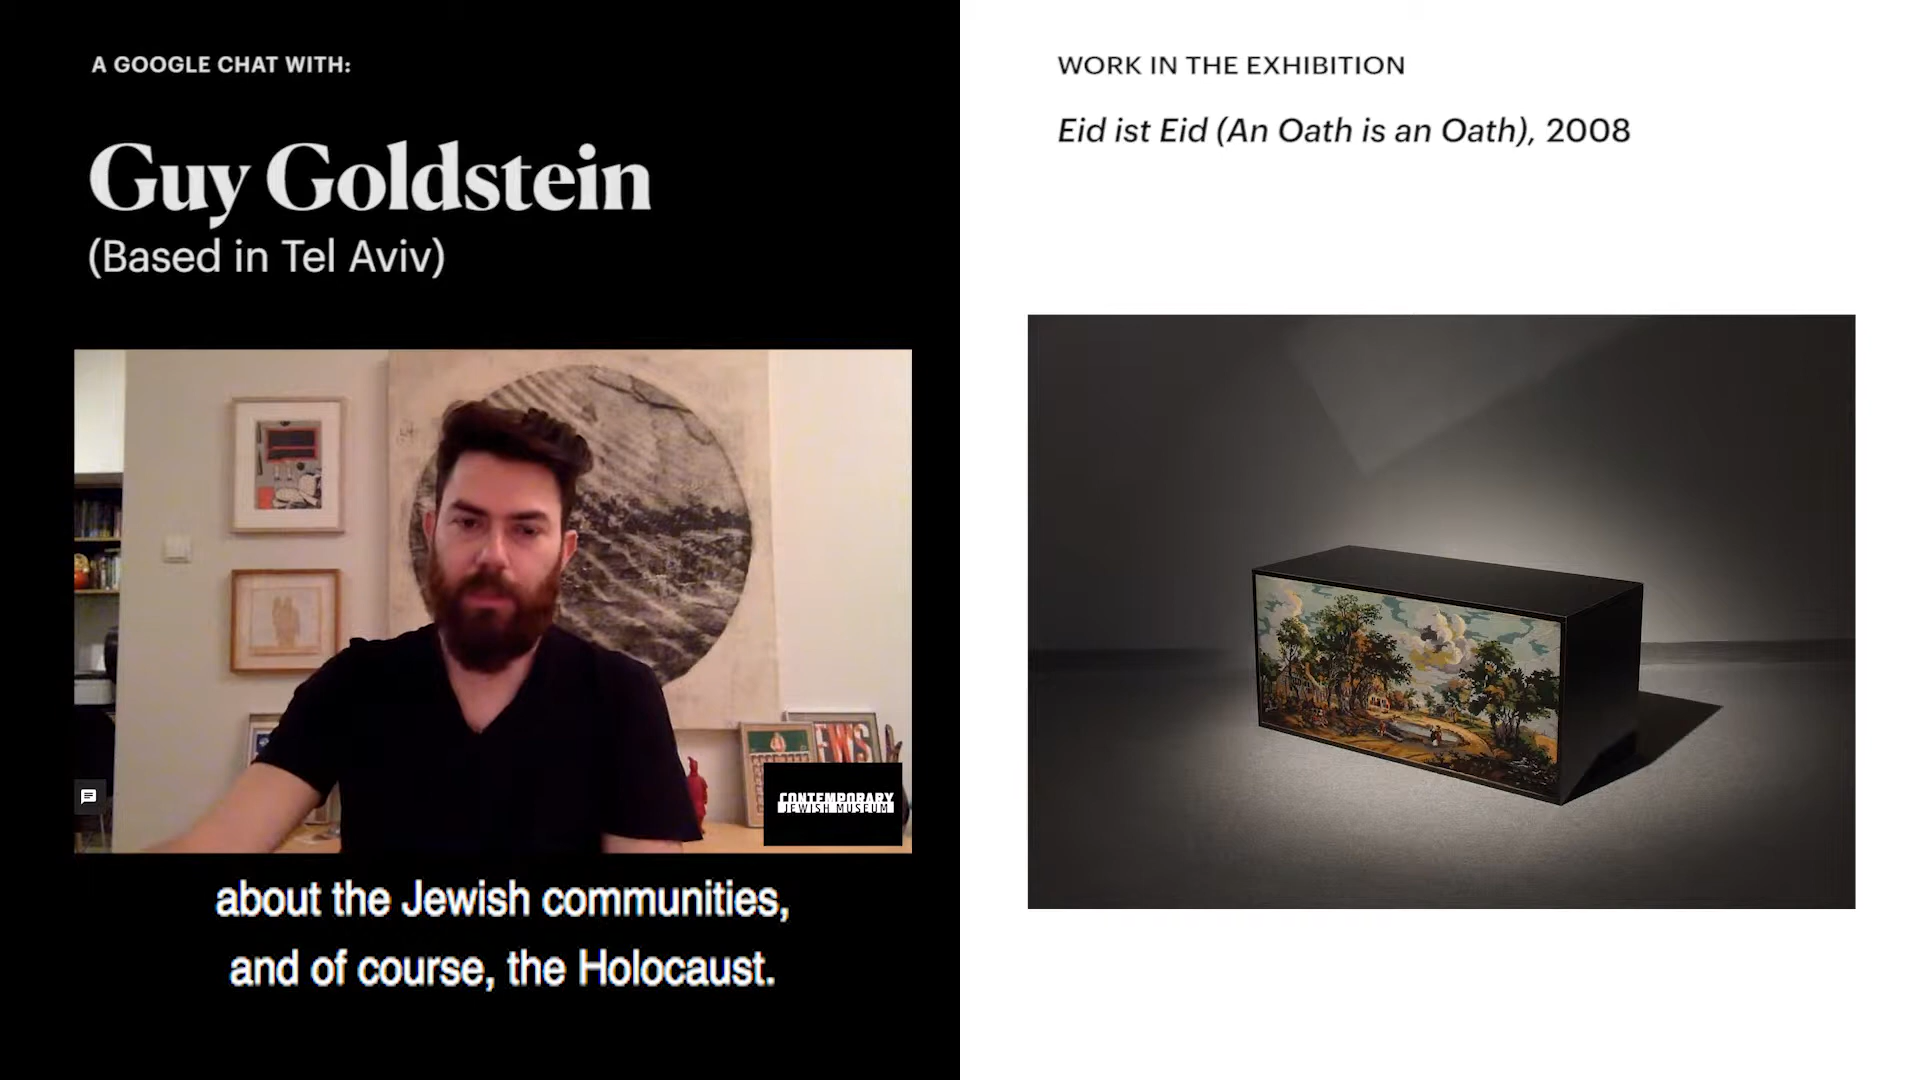 A GOOGLE CHAT WITH:
Guy Goldstein
(Based in Tel Aviv)
CONTEMPORARY
JEWISH MUSEUM
about the Jewish communities,
and of course, the Holocaust.
WORK IN THE EXHIBITION
Eid ist Eid (An Oath is an Oath), 2008